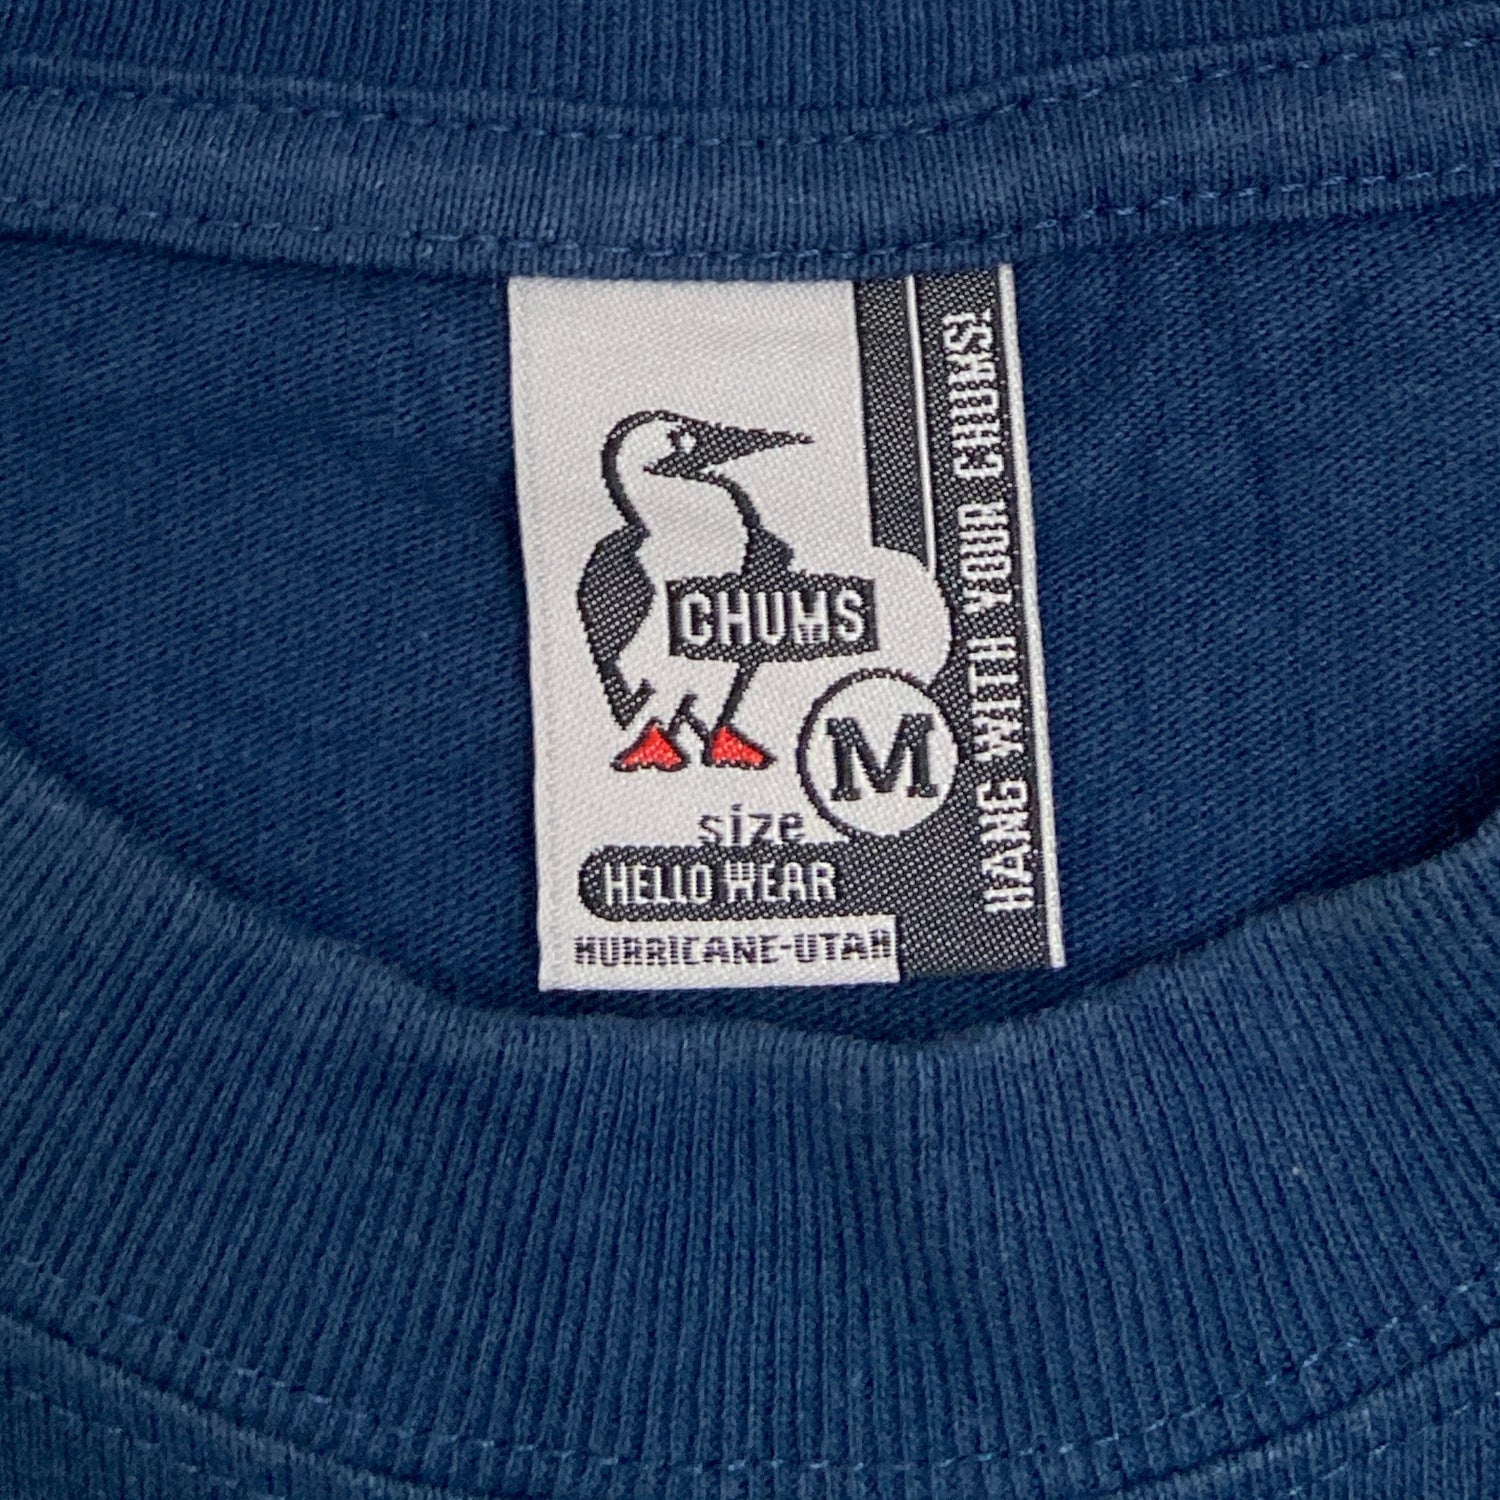 CHUMS
M
size
HELLO WEAR
HURRICANE-UTAH
HANG WITH YOUR CHUMS!